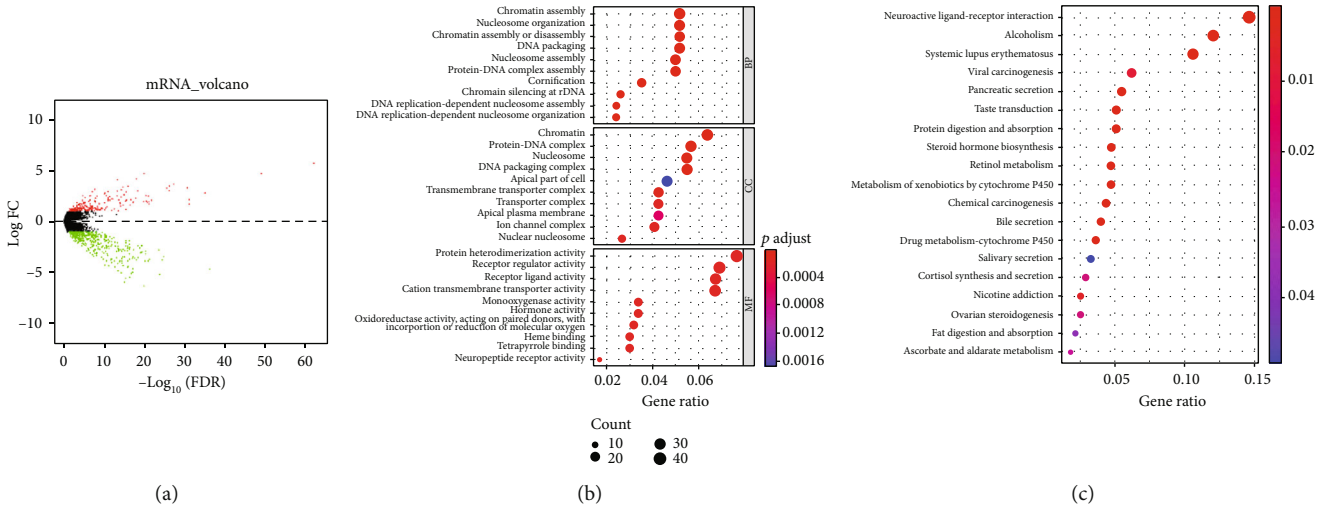 mRNA_volcano
Log FC
10
5
0
−5
−10
0
10
20
30
40
50
60
−Log10 (FDR)
(a)
Chromatin assembly
Nucleosome organization
Chromatin assembly or disassembly
DNA packaging
Nucleosome assembly
Protein-DNA complex assembly
Cornification
Chromain silencing at rDNA
DNA replication-dependent nucleosome assembly
DNA replication-dependent nucleosome organization
BP
Chromatin
Protein-DNA complex
Nucleosome
DNA packaging complex
Apical part of cell
Transmembrane transporter complex
Transporter complex
Apical plasma membrane
Ion channel complex
Nuclear nucleosome
CC
Protein heterodimerization activity
Receptor regulator activity
Receptor ligand activity
Cation transmembrane transporter activity
Monooxygenase activity
Hormone activity
Oxidoreductase activity, acting on paired donors, with
incorportion or reduction of molecular oxygen
Heme binding
Tetrapyrrole binding
Neuropeptide receptor activity
MF
0.02
0.04
0.06
Gene ratio
p adjust
0.0004
0.0008
0.0012
0.0016
Count
10
20
30
40
(b)
Neuroactive ligand-receptor interaction
Alcoholism
Systemic lupus erythematosus
Viral carcinogenesis
Pancreatic secretion
Taste transduction
Protein digestion and absorption
Steroid hormone biosynthesis
Retinol metabolism
Metabolism of xenobiotics by cytochrome P450
Chemical carcinogenesis
Bile secretion
Drug metabolism-cytochrome P450
Salivary secretion
Cortisol synthesis and secretion
Nicotine addiction
Ovarian steroidogenesis
Fat digestion and absorption
Ascorbate and aldarate metabolism
0.05
0.10
0.15
Gene ratio
0.01
0.02
0.03
0.04
(c)